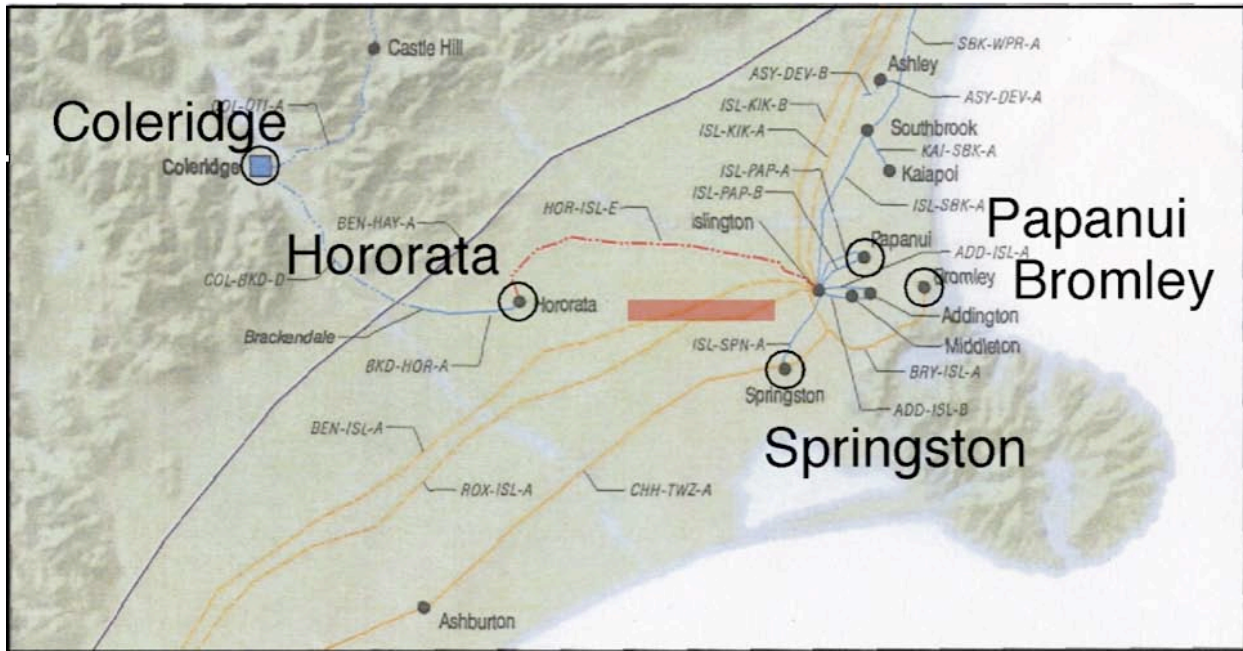 SBK-WPR-A
Castle Hill
Ashley
ASY-DEV-B
ASY-DEV-A
ISL-KIK-B
COL-OTI-A
Coleridge
ISL-KIK-A
Southbrook
KAI-SBK-A
Coleridge
ISL-PAP-A
Kaiapoi
ISL-PAP-B
ISL-SBK-A
HOR-ISL-E
islington
BEN-HAY-A
Papanui
Papanui
ADD-ISL-A
Hororata
COL-BKD-D
Bromley
Bromley
Hororata
Addington
Brackendale
ISL-SPN-A
Middleton
BKD-HOR-A
BRY-ISL-A
Springston
ADD-ISL-B
BEN-ISL-A
Springston
ROX-ISL-A
CHH-TWZ-A
Ashburton